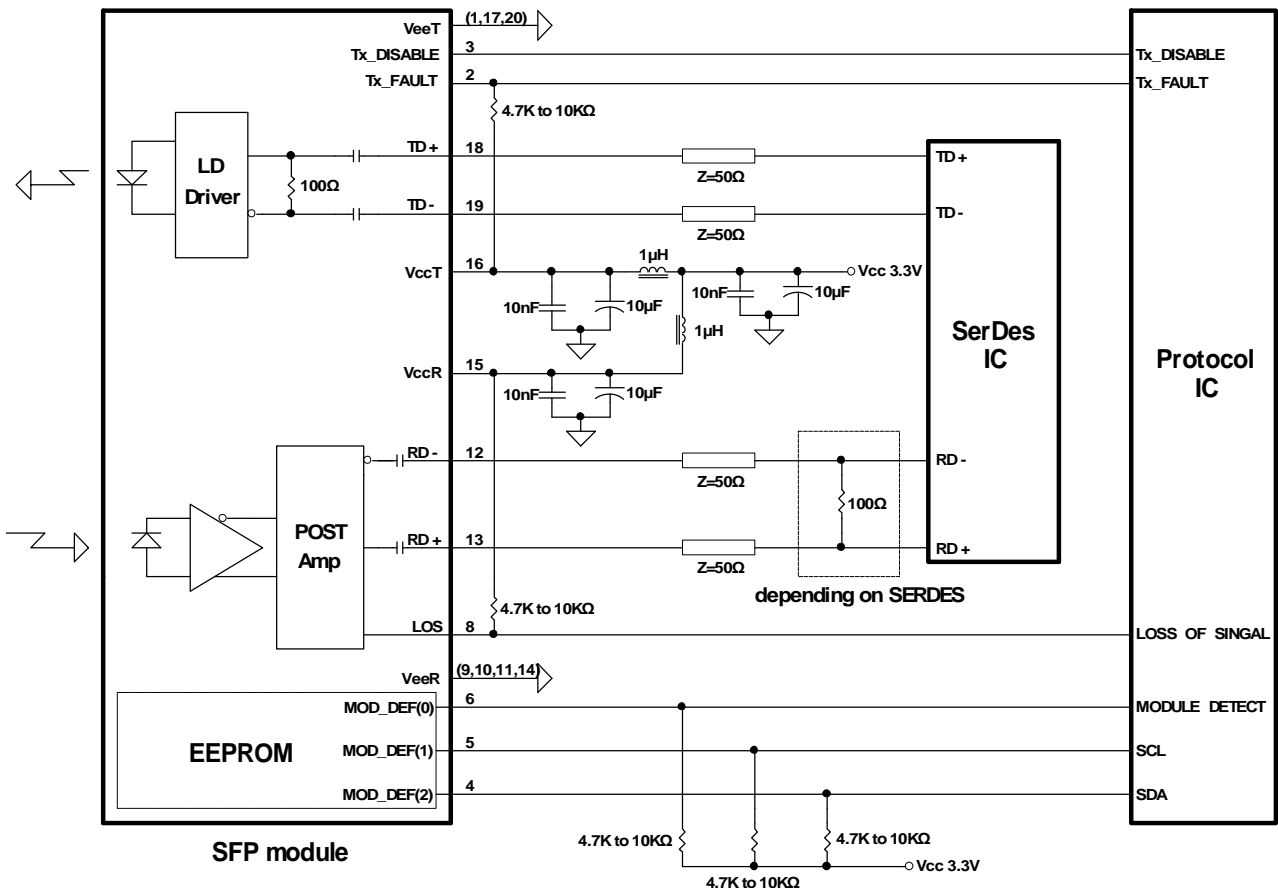 VeeT (1,17,20)
Tx_DISABLE 3 Tx_DISABLE
Tx_FAULT 2 Tx_FAULT
4.7K to 10KΩ
LD
Driver
100Ω
TD+ 18 Z=50Ω TD+
TD- 19 Z=50Ω TD-
1µH
VccT 16 Vcc 3.3V
10nF 10µF 10nF 10µF
1µH
SerDes
IC
Protocol
IC
VccR 15
10nF 10µF
POST
Amp
RD- 12 Z=50Ω RD-
100Ω
RD+ 13 Z=50Ω RD+
depending on SERDES
4.7K to 10KΩ
LOS 8 LOSS OF SINGAL
VeeR (9,10,11,14)
EEPROM
MOD_DEF(0) 6 MODULE DETECT
MOD_DEF(1) 5 SCL
MOD_DEF(2) 4 SDA
4.7K to 10KΩ 4.7K to 10KΩ
SFP module
Vcc 3.3V
4.7K to 10KΩ